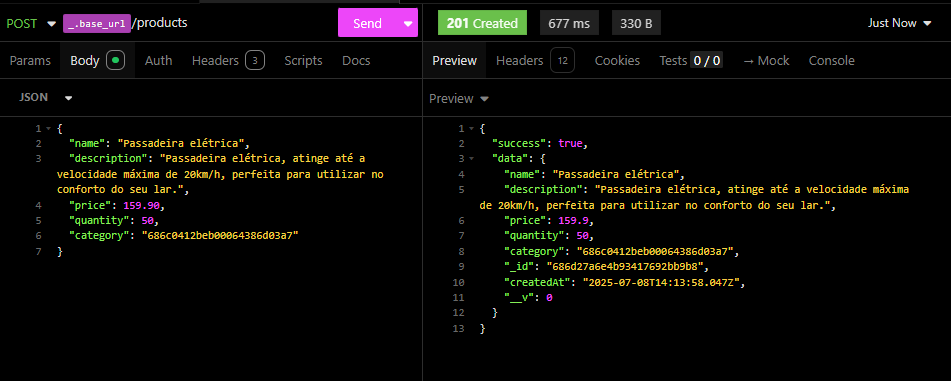 POST _.base_url/products Send
Params Body Auth Headers 3 Scripts Docs
JSON
1 {
2 "name": "Passadeira elétrica",
3 "description": "Passadeira elétrica, atinge até a
velocidade máxima de 20km/h, perfeita para utilizar no
conforto do seu lar.",
4 "price": 159.90,
5 "quantity": 50,
6 "category": "686c0412beb00064386d03a7"
7 }
201 Created 677 ms 330 B Just Now
Preview Headers 12 Cookies Tests 0 / 0 → Mock Console
Preview
1 {
2 "success": true,
3 "data": {
4 "name": "Passadeira elétrica",
5 "description": "Passadeira elétrica, atinge até a velocidade máxima
de 20km/h, perfeita para utilizar no conforto do seu lar.",
6 "price": 159.9,
7 "quantity": 50,
8 "category": "686c0412beb00064386d03a7",
9 "_id": "686d27a6e4b93417692bb9b8",
10 "createdAt": "2025-07-08T14:13:58.047Z",
11 "__v": 0
12 }
13 }